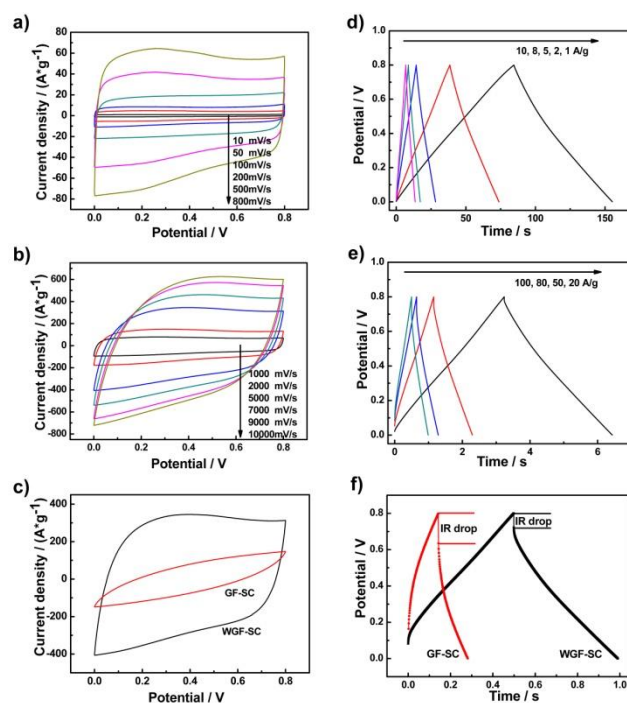 a)
Current density / (A*g-1)
80
60
40
20
0
-20
-40
-60
-80
10 mV/s
50 mV/s
100mV/s
200mV/s
500mV/s
800mV/s
0.0 0.2 0.4 0.6 0.8
Potential / V
d)
Potential / V
1.0
0.8
0.6
0.4
0.2
0.0
10, 8, 5, 2, 1 A/g
0 50 100 150
Time / s
b)
Current density / (A*g-1)
600
400
200
0
-200
-400
-600
-800
1000 mV/s
2000 mV/s
5000 mV/s
7000 mV/s
9000 mV/s
10000mV/s
0.0 0.2 0.4 0.6 0.8
Potential / V
e)
Potential / V
1.0
0.8
0.6
0.4
0.2
0.0
100, 80, 50, 20 A/g
0 2 4 6
Time / s
c)
Current density / (A*g-1)
400
200
0
-200
-400
GF-SC
WGF-SC
0.0 0.2 0.4 0.6 0.8
Potential / V
f)
Potential / V
1.0
0.8
0.6
0.4
0.2
0.0
IR drop
IR drop
GF-SC
WGF-SC
0.0 0.2 0.4 0.6 0.8 1.0
Time / s